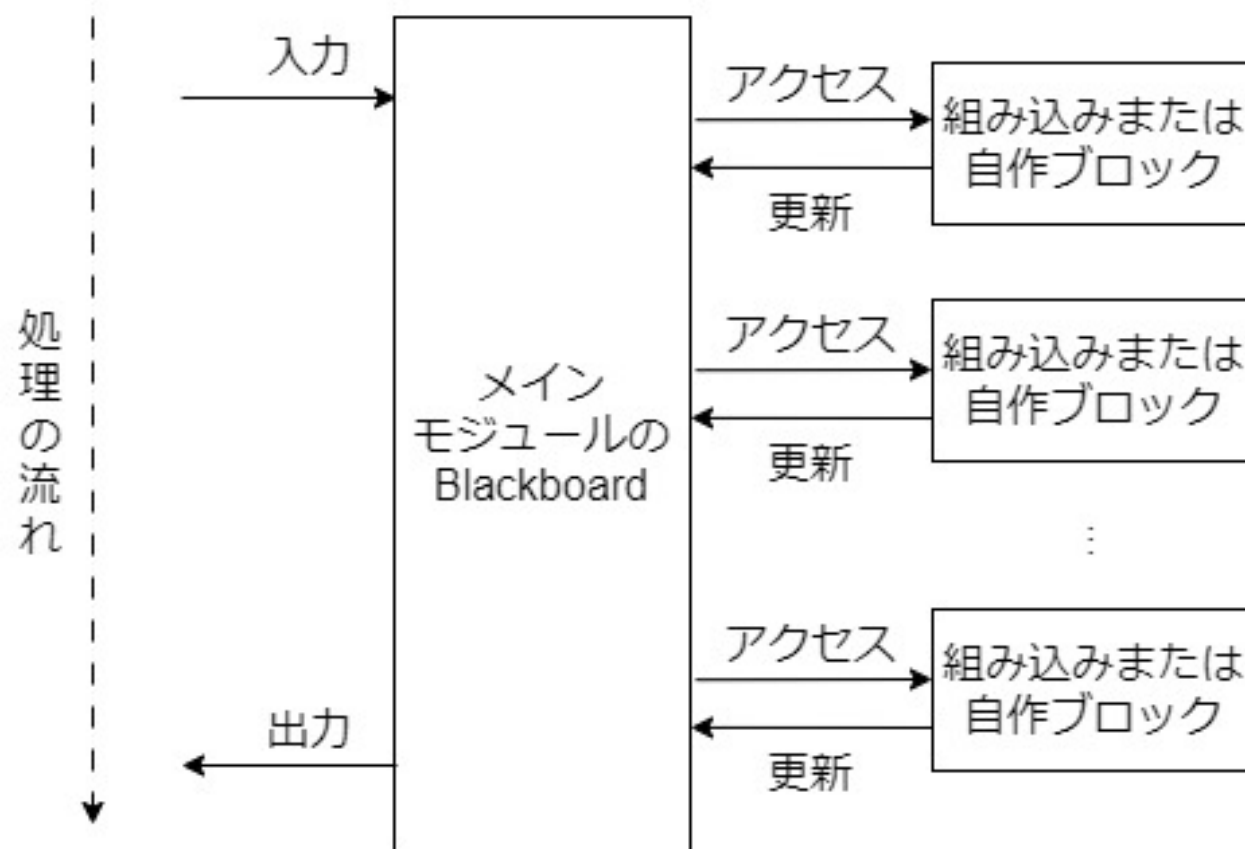 入力
アクセス
組み込みまたは
自作ブロック
更新
処理の流れ
メイン
モジュールの
Blackboard
アクセス
組み込みまたは
自作ブロック
更新
⋮
アクセス
組み込みまたは
自作ブロック
更新
出力